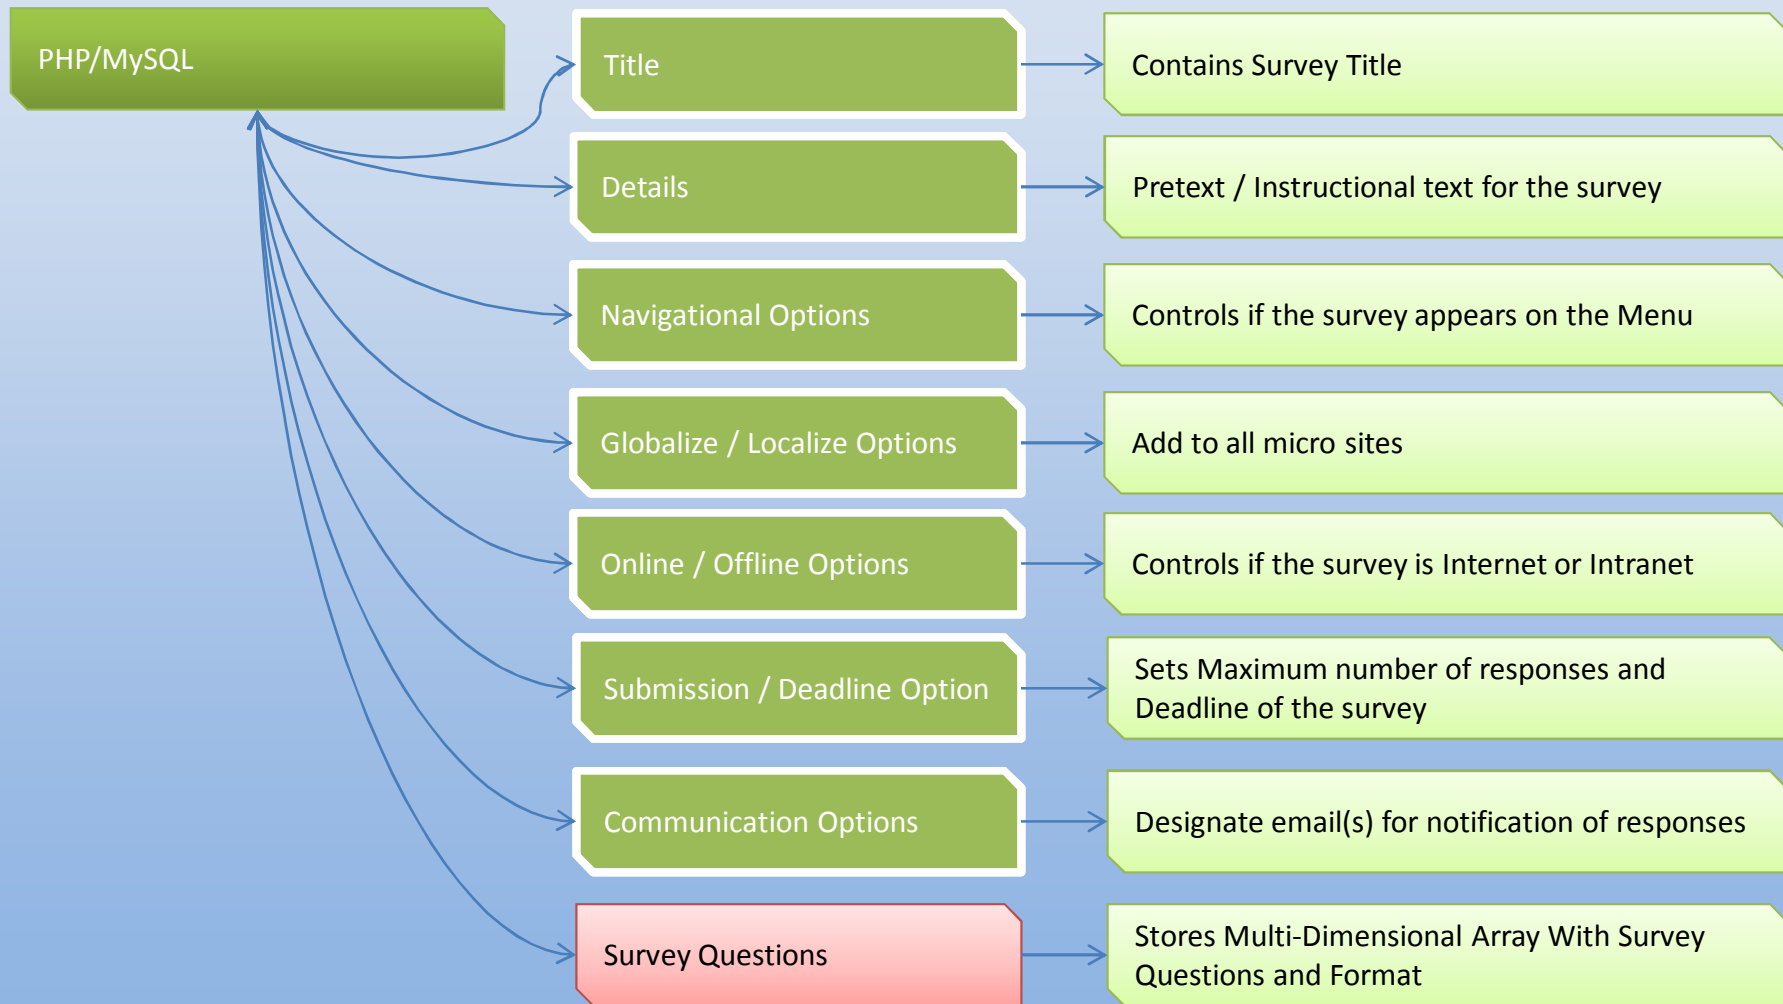 PHP/MySQL
Title
Contains Survey Title
Details
Pretext / Instructional text for the survey
Navigational Options
Controls if the survey appears on the Menu
Globalize / Localize Options
Add to all micro sites
Online / Offline Options
Controls if the survey is Internet or Intranet
Submission / Deadline Option
Sets Maximum number of responses and
Deadline of the survey
Communication Options
Designate email(s) for notification of responses
Survey Questions
Stores Multi-Dimensional Array With Survey
Questions and Format